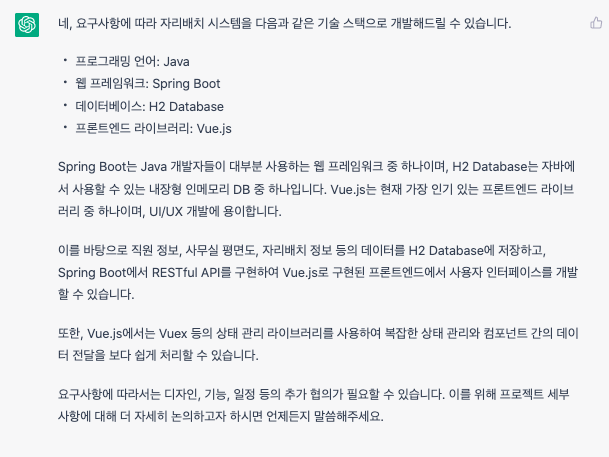 네, 요구사항에 따라 자리배치 시스템을 다음과 같은 기술 스택으로 개발해드릴 수 있습니다.
• 프로그래밍 언어: Java
• 웹 프레임워크: Spring Boot
• 데이터베이스: H2 Database
• 프론트엔드 라이브러리: Vue.js
Spring Boot는 Java 개발자들이 대부분 사용하는 웹 프레임워크 중 하나이며, H2 Database는 자바에
서 사용할 수 있는 내장형 인메모리 DB 중 하나입니다. Vue.js는 현재 가장 인기 있는 프론트엔드 라이브
러리 중 하나이며, UI/UX 개발에 용이합니다.
이를 바탕으로 직원 정보, 사무실 평면도, 자리배치 정보 등의 데이터를 H2 Database에 저장하고,
Spring Boot에서 RESTful API를 구현하여 Vue.js로 구현된 프론트엔드에서 사용자 인터페이스를 개발
할 수 있습니다.
또한, Vue.js에서는 Vuex 등의 상태 관리 라이브러리를 사용하여 복잡한 상태 관리와 컴포넌트 간의 데이
터 전달을 보다 쉽게 처리할 수 있습니다.
요구사항에 따라서는 디자인, 기능, 일정 등의 추가 협의가 필요할 수 있습니다. 이를 위해 프로젝트 세부
사항에 대해 더 자세히 논의하고자 하시면 언제든지 말씀해주세요.